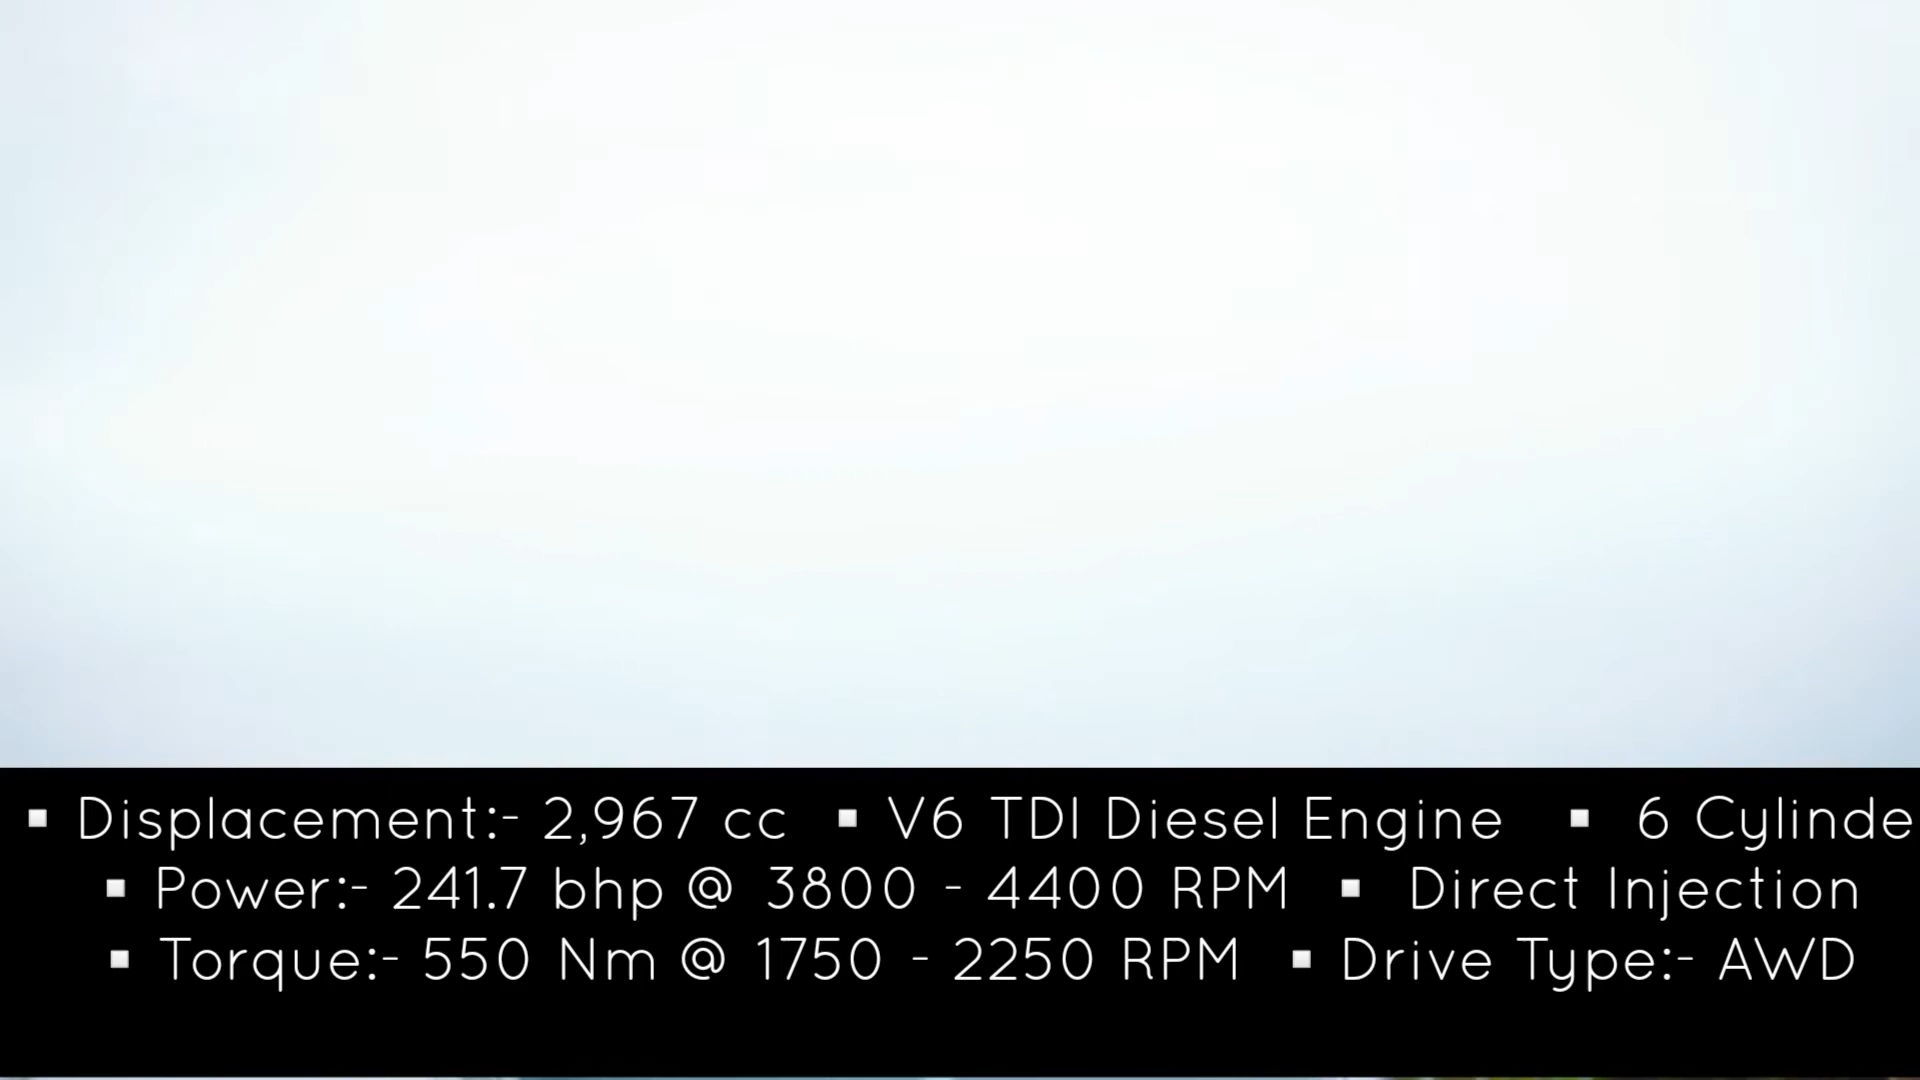 ▪ Displacement:- 2,967 cc ▪ V6 TDI Diesel Engine ▪ 6 Cylinde
▪ Power:- 241.7 bhp @ 3800 - 4400 RPM ▪ Direct Injection
▪ Torque:- 550 Nm @ 1750 - 2250 RPM ▪ Drive Type:- AWD